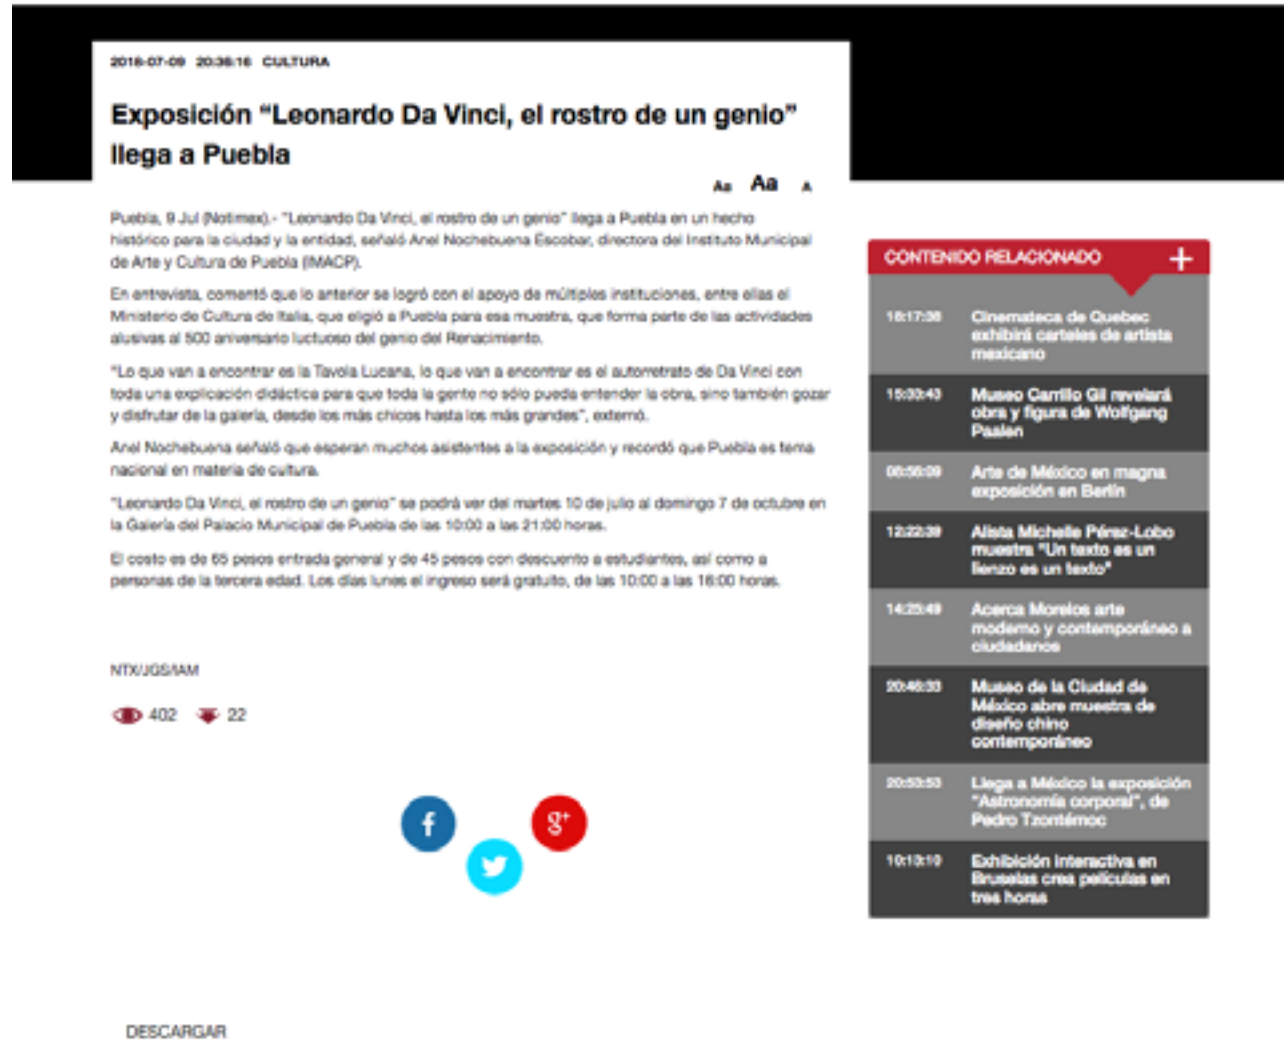 2018-07-09 20:36:16 CULTURA
Exposición “Leonardo Da Vinci, el rostro de un genio”
llega a Puebla
Aa Aa A
Puebla, 9 Jul (Notimex).- "Leonardo Da Vinci, el rostro de un genio" llega a Puebla en un hecho
histórico para la ciudad y la entidad, señaló Anel Nochebuena Escobar, directora del Instituto Municipal
de Arte y Cultura de Puebla (IMACP).
En entrevista, comentó que lo anterior se logró con el apoyo de múltiples instituciones, entre ellas el
Ministerio de Cultura de Italia, que eligió a Puebla para esa muestra, que forma parte de las actividades
alusivas al 500 aniversario luctuoso del genio del Renacimiento.
"Lo que van a encontrar es la Tavola Lucana, lo que van a encontrar es el autorretrato de Da Vinci con
toda una explicación didáctica para que toda la gente no sólo pueda entender la obra, sino también gozar
y disfrutar de la galería, desde los más chicos hasta los más grandes", externó.
Anel Nochebuena señaló que esperan muchos asistentes a la exposición y recordó que Puebla es tema
nacional en materia de cultura.
"Leonardo Da Vinci, el rostro de un genio" se podrá ver del martes 10 de julio al domingo 7 de octubre en
la Galería del Palacio Municipal de Puebla de las 10:00 a las 21:00 horas.
El costo es de 65 pesos entrada general y de 45 pesos con descuento a estudiantes, así como a
personas de la tercera edad. Los días lunes el ingreso será gratuito, de las 10:00 a las 16:00 horas.
NTX/JGS/IAM
402 22
DESCARGAR
CONTENIDO RELACIONADO +
18:17:36 Cinemateca de Quebec
exhibirá carteles de artista
mexicano
15:33:43 Museo Carrillo Gil revelará
obra y figura de Wolfgang
Paalen
08:56:09 Arte de México en magna
exposición en Berlín
12:22:39 Alista Michelle Pérez-Lobo
muestra "Un texto es un
lienzo es un texto"
14:25:49 Acerca Morelos arte
moderno y contemporáneo a
ciudadanos
20:46:33 Museo de la Ciudad de
México abre muestra de
diseño chino
contemporáneo
20:53:53 Llega a México la exposición
"Astronomía corporal", de
Pedro Tzontémoc
10:13:10 Exhibición interactiva en
Bruselas crea películas en
tres horas